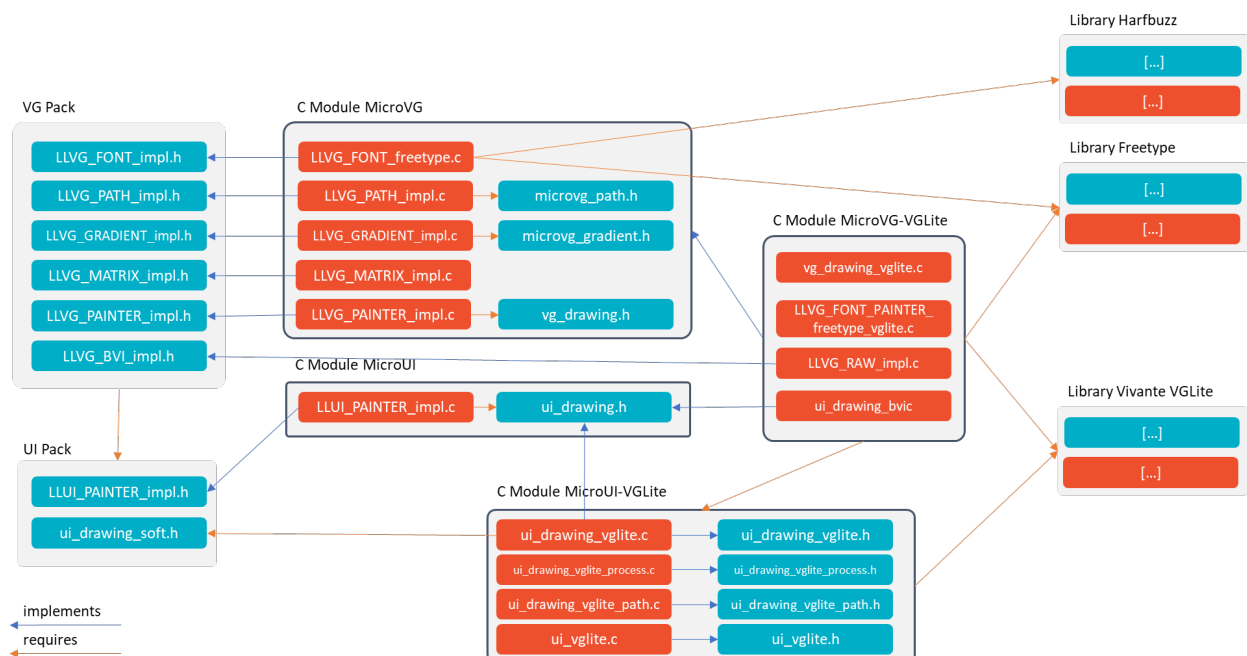 Library Harfbuzz
[...]
[...]
VG Pack
LLVG_FONT_impl.h
LLVG_PATH_impl.h
LLVG_GRADIENT_impl.h
LLVG_MATRIX_impl.h
LLVG_PAINTER_impl.h
LLVG_BVI_impl.h
C Module MicroVG
LLVG_FONT_freetype.c
LLVG_PATH_impl.c
microvg_path.h
LLVG_GRADIENT_impl.c
microvg_gradient.h
LLVG_MATRIX_impl.c
LLVG_PAINTER_impl.c
vg_drawing.h
Library Freetype
[...]
[...]
C Module MicroVG-VGLite
vg_drawing_vglite.c
LLVG_FONT_PAINTER_
freetype_vglite.c
LLVG_RAW_impl.c
ui_drawing_bvic
C Module MicroUI
LLUI_PAINTER_impl.c
ui_drawing.h
Library Vivante VGLite
[...]
[...]
UI Pack
LLUI_PAINTER_impl.h
ui_drawing_soft.h
C Module MicroUI-VGLite
ui_drawing_vglite.c
ui_drawing_vglite.h
ui_drawing_vglite_process.c
ui_drawing_vglite_process.h
ui_drawing_vglite_path.c
ui_drawing_vglite_path.h
ui_vglite.c
ui_vglite.h
implements
requires